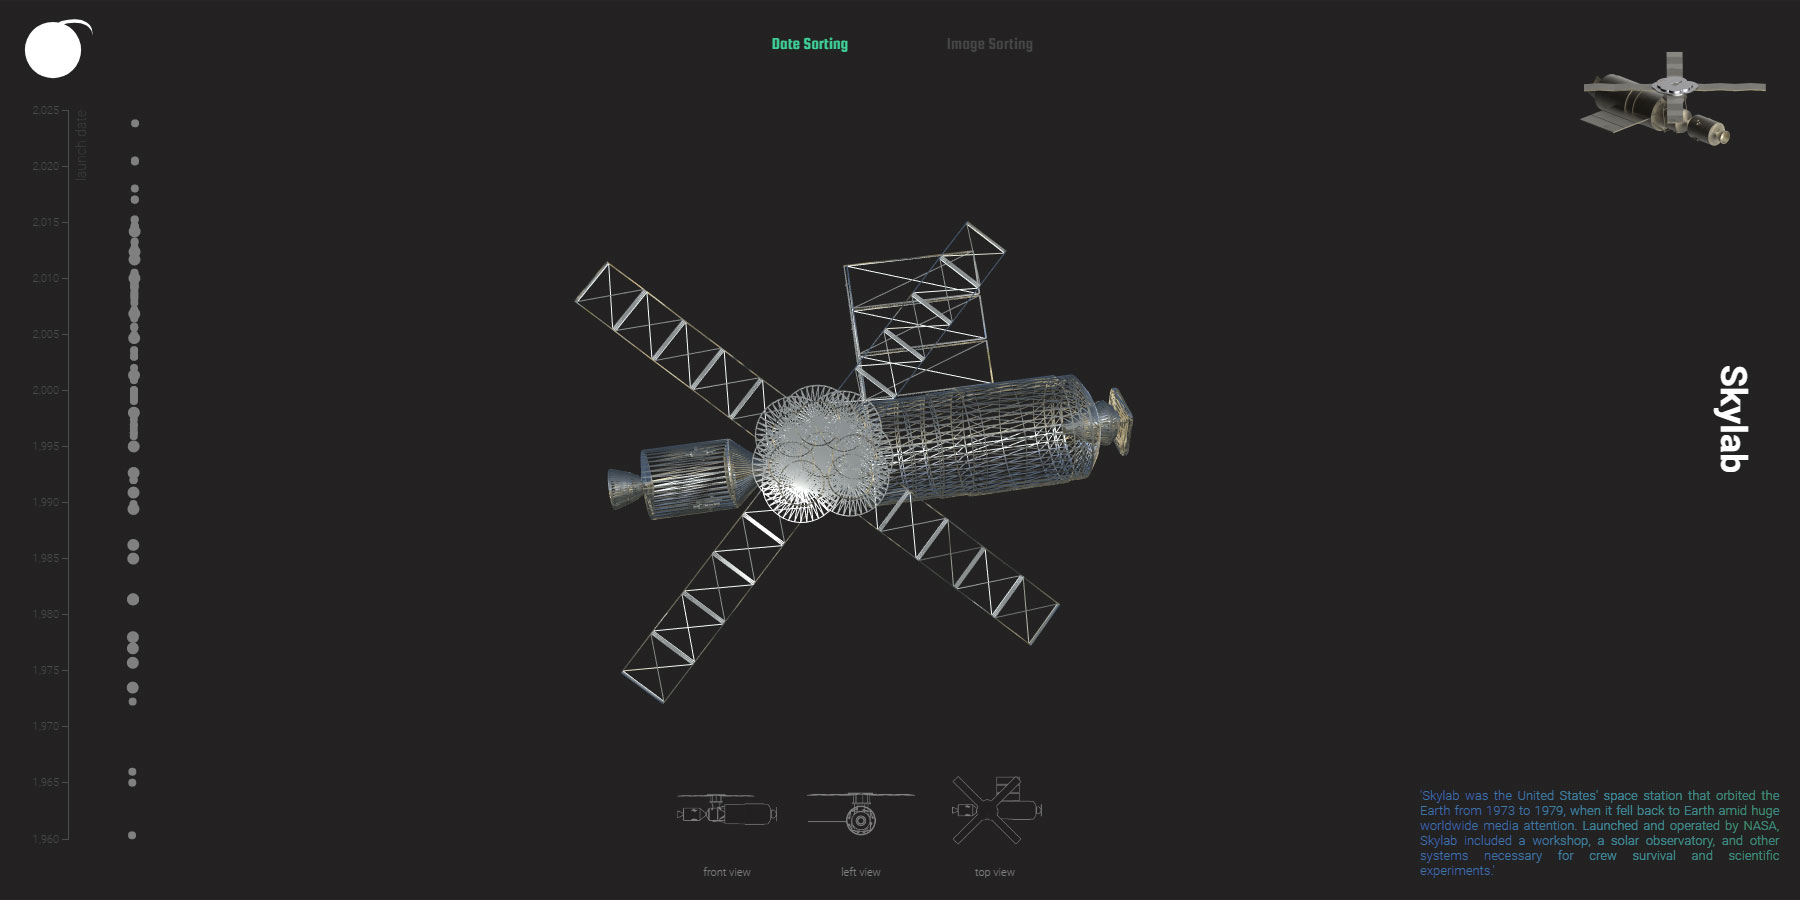 Date Sorting
Image Sorting
2,025
2,020
2,015
2,010
2,005
2,000
1,995
1,990
1,985
1,980
1,975
1,970
1,965
1,960
launch date
Skylab
front view
left view
top view
'Skylab was the United States' space station that orbited the
Earth from 1973 to 1979, when it fell back to Earth amid huge
worldwide media attention. Launched and operated by NASA,
Skylab included a workshop, a solar observatory, and other
systems necessary for crew survival and scientific
experiments.'